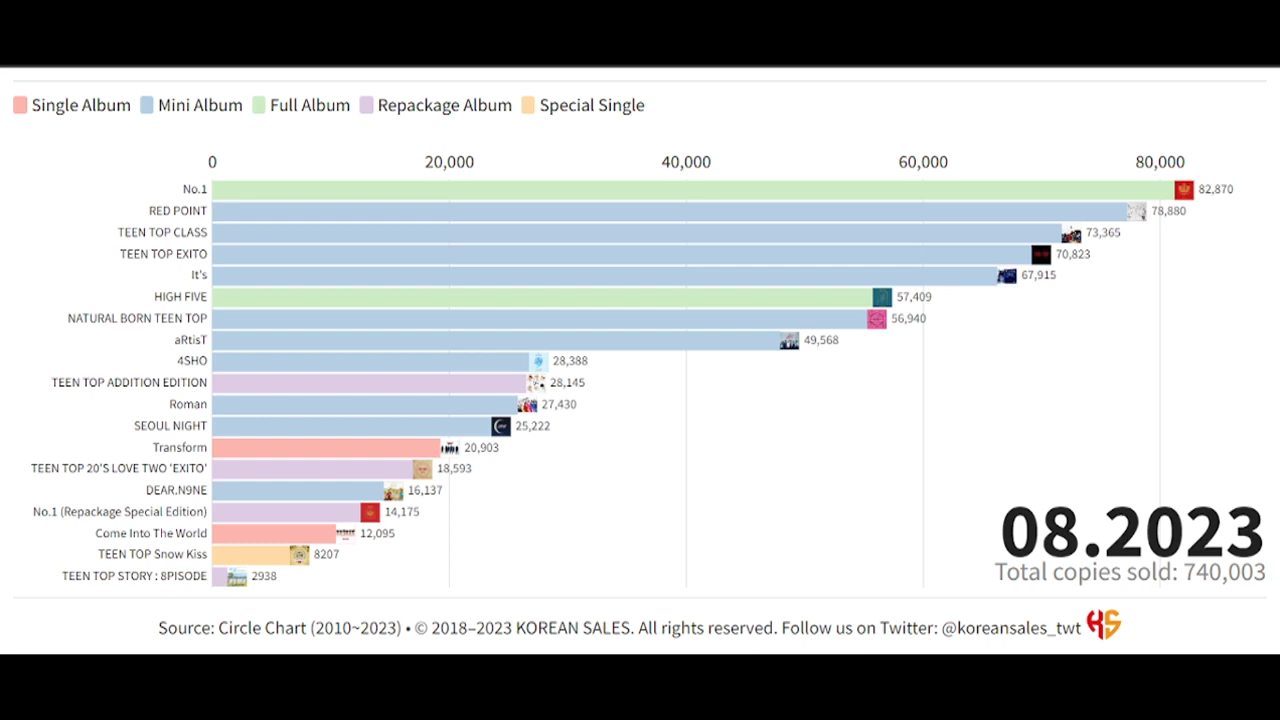 Single Album Mini Album Full Album Repackage Album Special Single
0 20,000 40,000 60,000 80,000
No.1 82,870
RED POINT 78,880
TEEN TOP CLASS 73,365
TEEN TOP EXITO 70,823
It's 67,915
HIGH FIVE 57,409
NATURAL BORN TEEN TOP 56,940
aRtisT 49,568
4SHO 28,388
TEEN TOP ADDITION EDITION 28,145
Roman 27,430
SEOUL NIGHT 25,222
Transform 20,903
TEEN TOP 20'S LOVE TWO 'EXITO' 18,593
DEAR.N9NE 16,137
No.1 (Repackage Special Edition) 14,175
Come Into The World 12,095
TEEN TOP Snow Kiss 8207
TEEN TOP STORY : 8PISODE 2938
08.2023
Total copies sold: 740,003
Source: Circle Chart (2010~2023) • © 2018–2023 KOREAN SALES. All rights reserved. Follow us on Twitter: @koreansales_twt KS